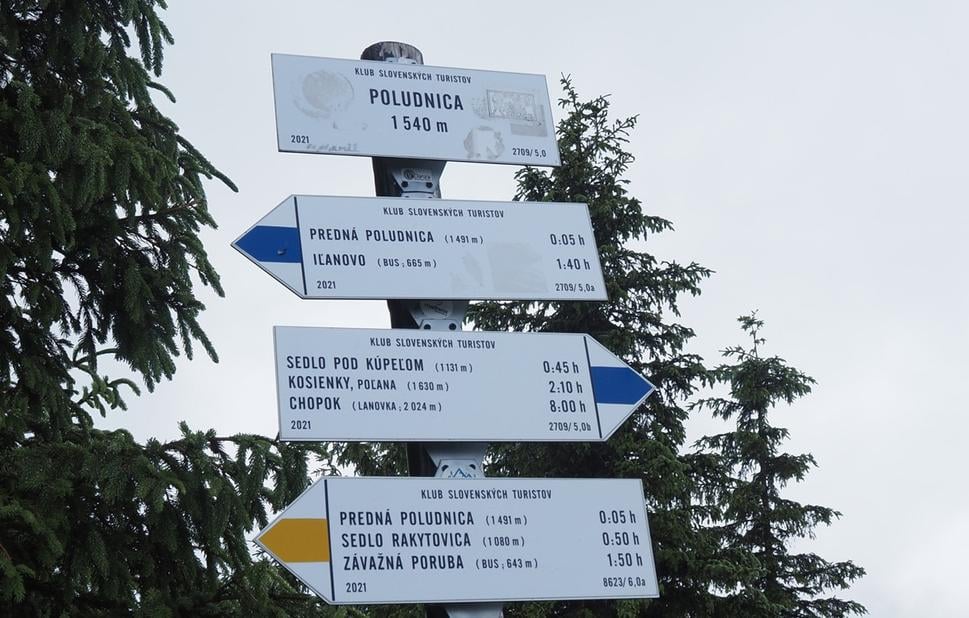 KLUB SLOVENSKÝCH TURISTOV
POLUDNICA
1 540 m
2021 2709/5,0
KLUB SLOVENSKÝCH TURISTOV
PREDNÁ POLUDNICA (1 491 m) 0:05 h
IĽANOVO (BUS ; 665 m) 1:40 h
2021 2709/5,0a
KLUB SLOVENSKÝCH TURISTOV
SEDLO POD KÚPEĽOM (1 131 m) 0:45 h
KOSIENKY, POĽANA (1 630 m) 2:10 h
CHOPOK (LANOVKA ; 2 024 m) 8:00 h
2021 2709/5,0b
KLUB SLOVENSKÝCH TURISTOV
PREDNÁ POLUDNICA (1 491 m) 0:05 h
SEDLO RAKYTOVICA (1 080 m) 0:50 h
ZÁVAŽNÁ PORUBA (BUS ; 643 m) 1:50 h
2021 8623/6,0a